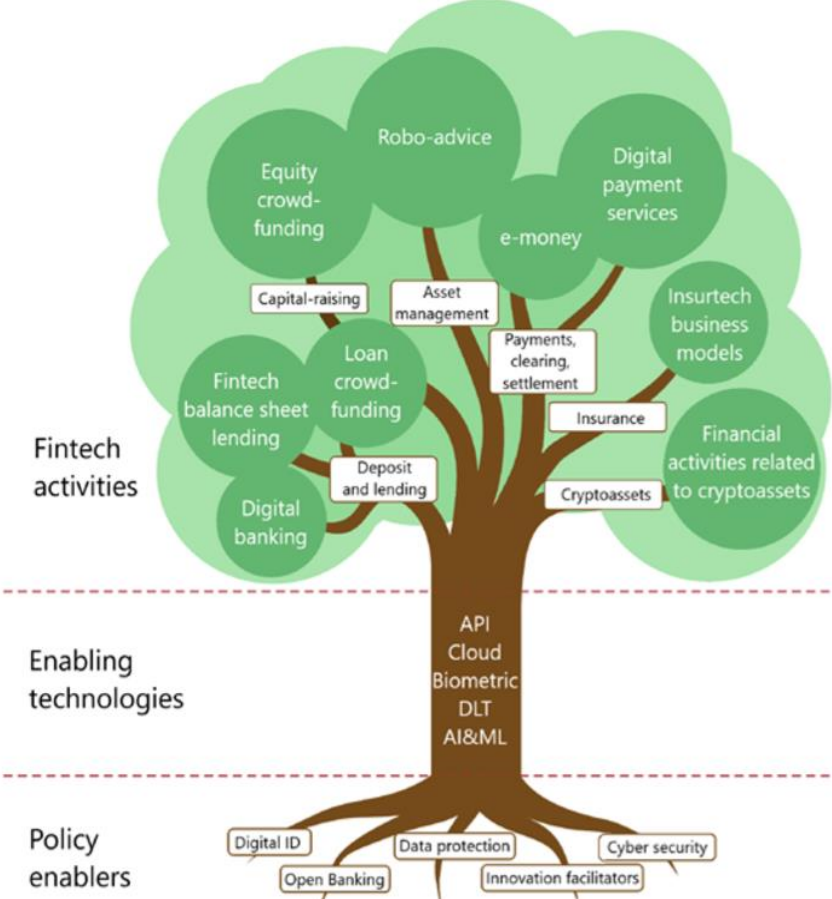 Robo-advice
Equity
crowd-
funding
Digital
payment
services
e-money
Capital-raising
Asset
management
Insurtech
business
models
Payments,
clearing,
settlement
Loan
crowd-
funding
Fintech
balance sheet
lending
Insurance
Fintech
activities
Deposit
and lending
Cryptoassets
Financial
activities related
to cryptoassets
Digital
banking
Enabling
technologies
API
Cloud
Biometric
DLT
AI&ML
Policy
enablers
Digital ID
Data protection
Cyber security
Open Banking
Innovation facilitators